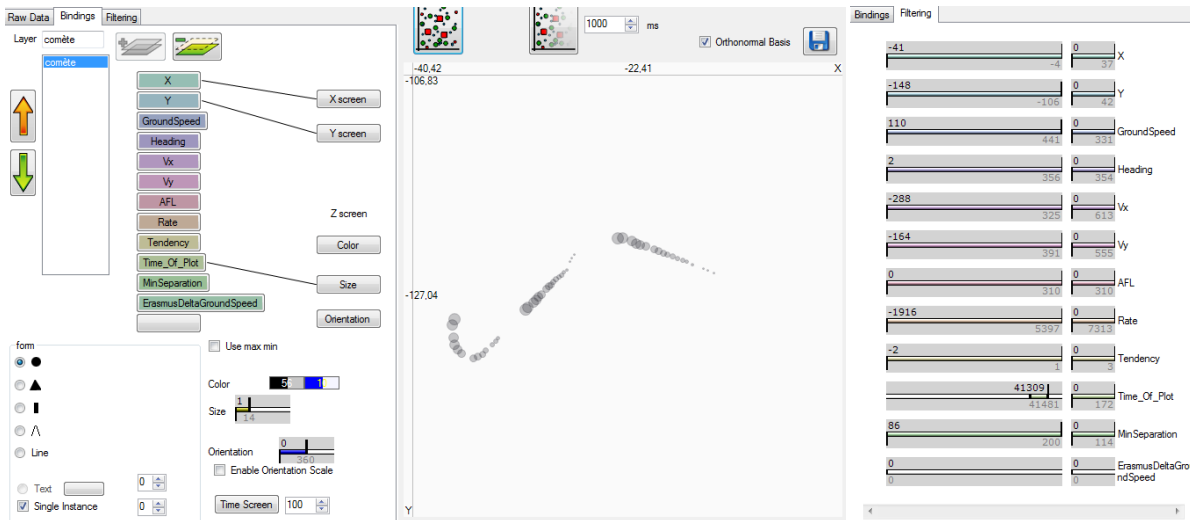 Raw Data Bindings Filtering
Layer comète
comète
X
Y
GroundSpeed
Heading
Vx
Vy
AFL
Rate
Tendency
Time_Of_Plot
MinSeparation
ErasmusDeltaGroundSpeed
X screen
Y screen
Z screen
Color
Size
Orientation
form
Line
Text
0
Single Instance
0
Use max min
Color
Size
1
14
Orientation
0
360
Enable Orientation Scale
Time Screen 100
1000 ms
Orthonormal Basis
-40,42 -22,41 X
-106,83
-127,04
Y
Bindings Filtering
-41 0
-4 37 X
-148 0
-106 42 Y
110 0
441 331 GroundSpeed
2 0
356 354 Heading
-288 0
325 613 Vx
-164 0
391 555 Vy
0 0
310 310 AFL
-1916 0
5397 7313 Rate
-2 0
1 3 Tendency
41309 0
41481 172 Time_Of_Plot
86 0
200 114 MinSeparation
0 0 ErasmusDeltaGrou
0 0 ndSpeed